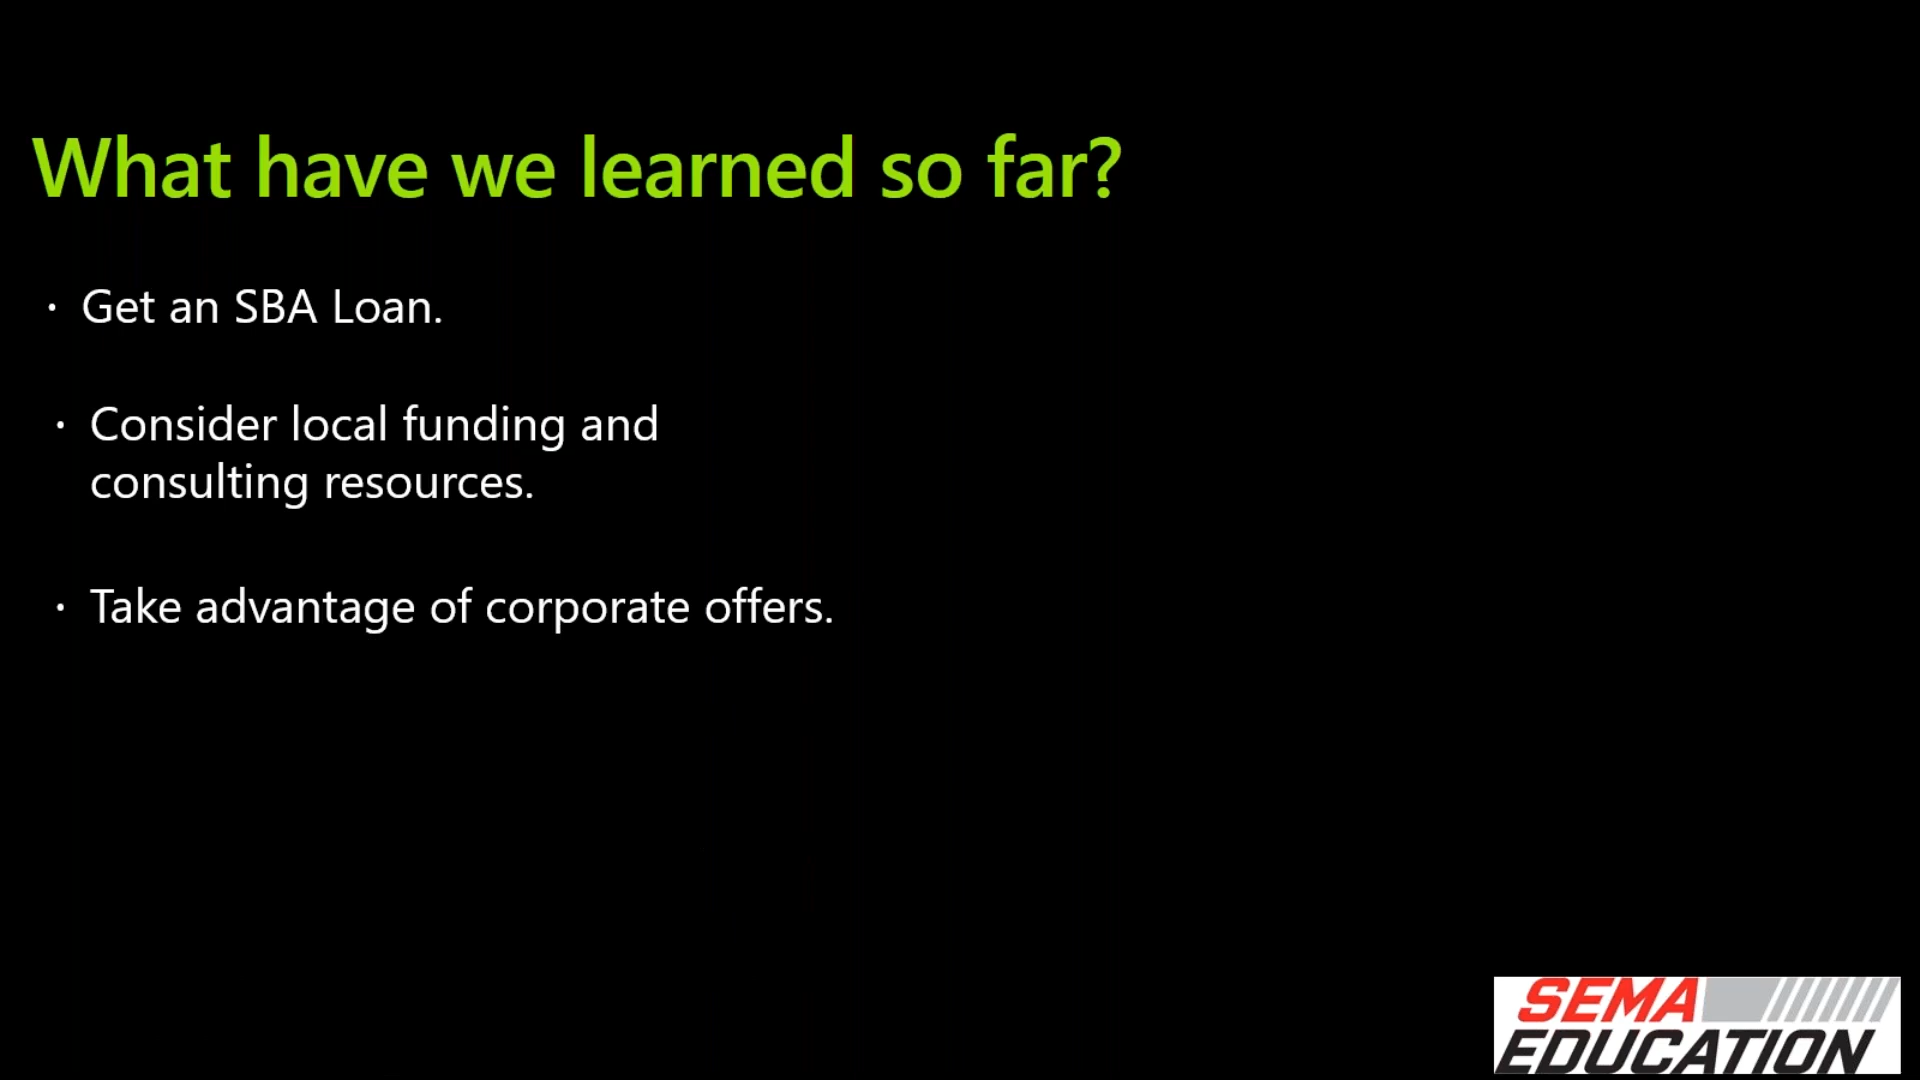 What have we learned so far?
· Get an SBA Loan.
· Consider local funding and
consulting resources.
· Take advantage of corporate offers.
SEMA
EDUCATION